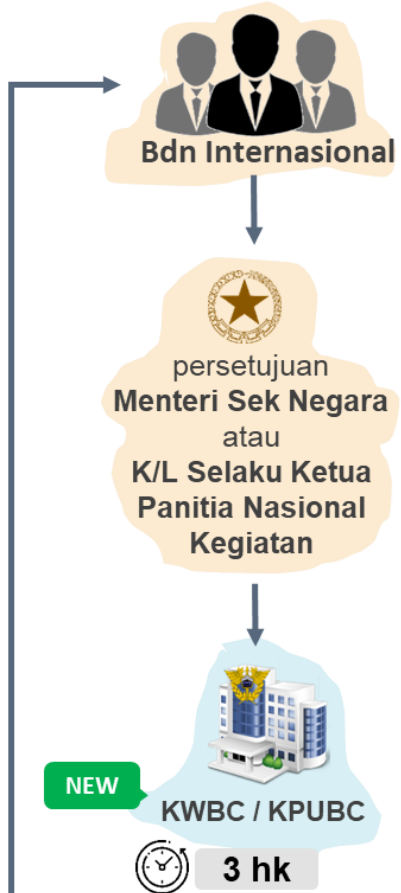 Bdn Internasional
persetujuan
Menteri Sek Negara
atau
K/L Selaku Ketua
Panitia Nasional
Kegiatan
NEW
KWBC / KPUBC
3 hk